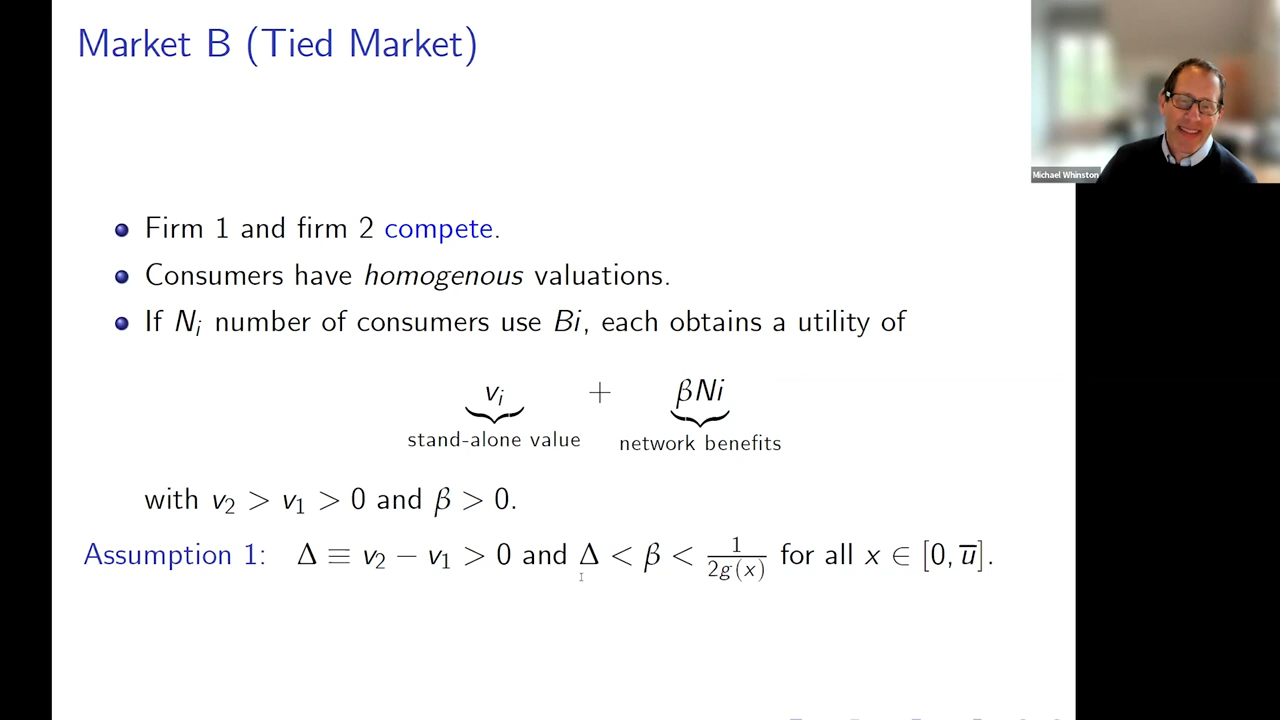 Market B (Tied Market)
Michael Whinston
Firm 1 and firm 2 compete.
Consumers have homogenous valuations.
If Nᵢ number of consumers use Bi, each obtains a utility of
vᵢ + βNi
stand-alone value network benefits
with v₂ > v₁ > 0 and β > 0.
Assumption 1: Δ ≡ v₂ − v₁ > 0 and Δ < β < 1/2g(x) for all x ∈ [0, u̅].